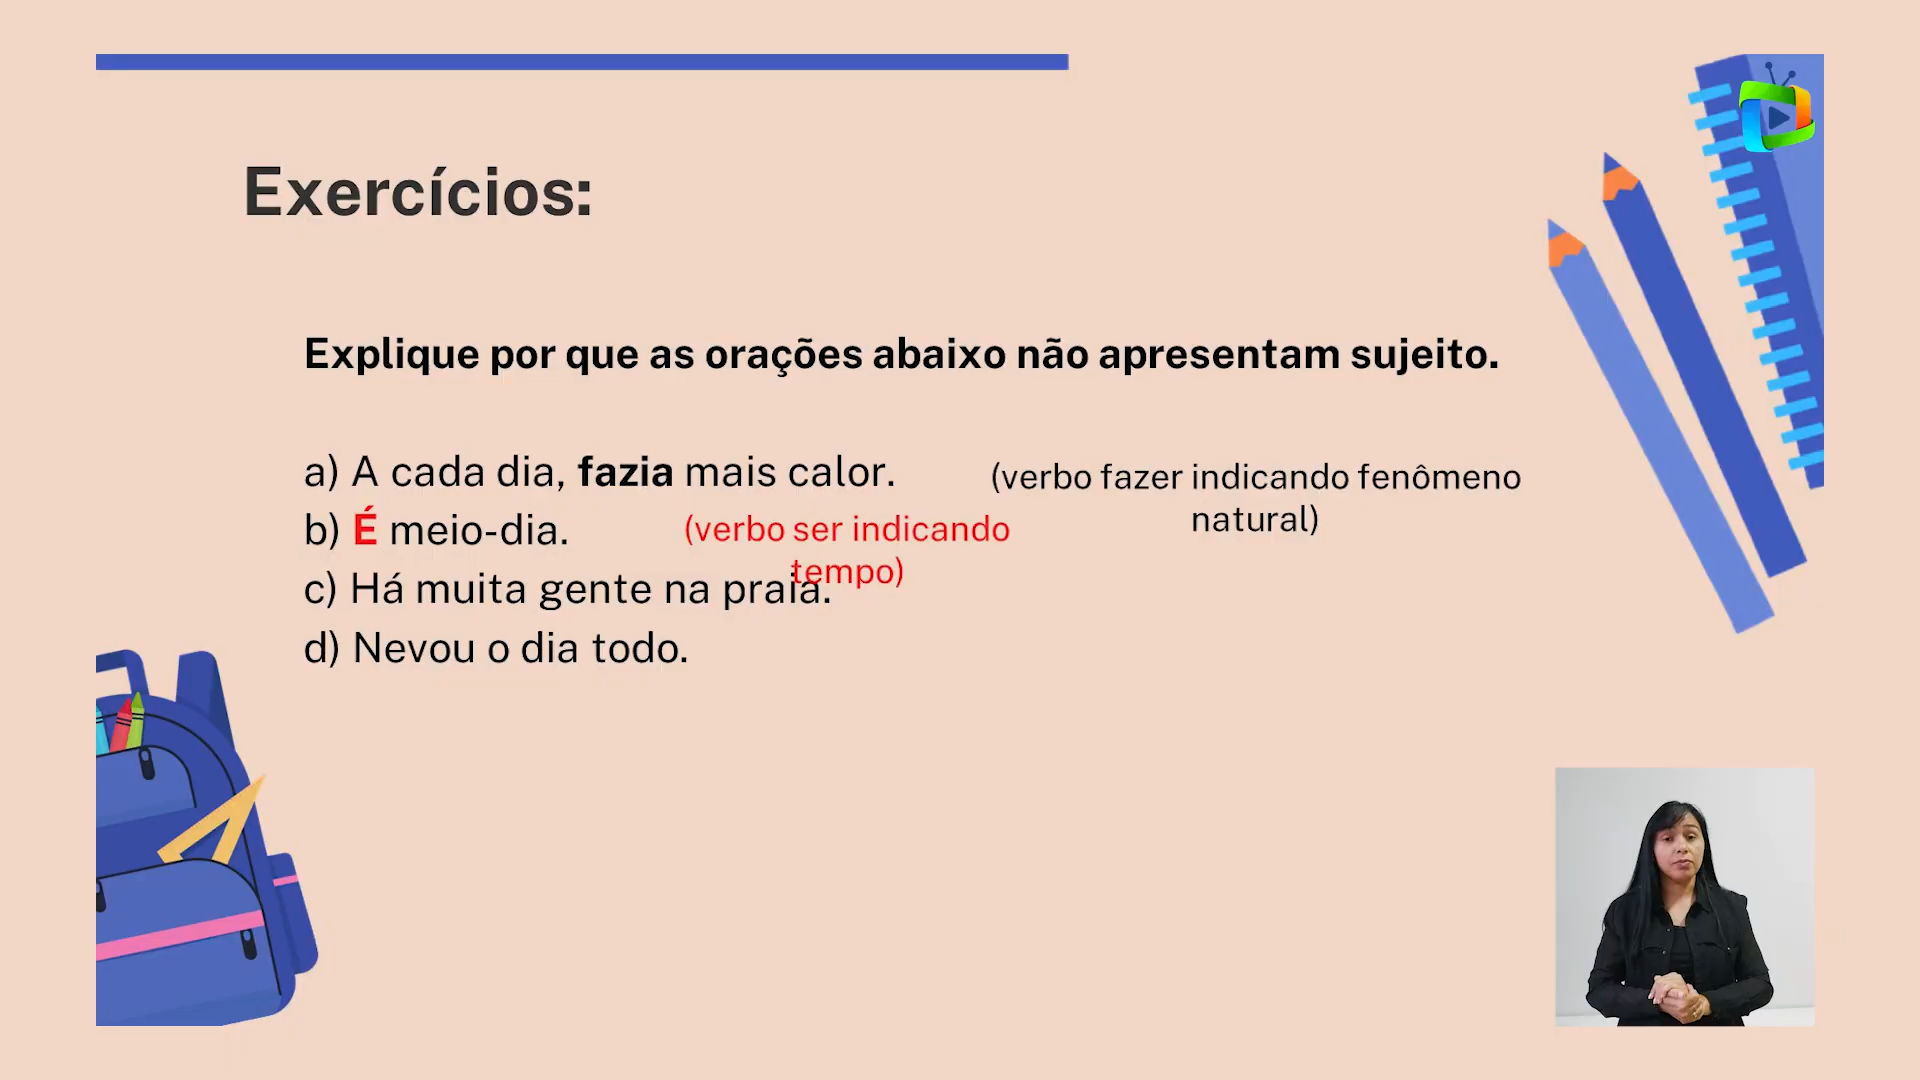 Exercícios:
Explique por que as orações abaixo não apresentam sujeito.
a) A cada dia, fazia mais calor.
(verbo fazer indicando fenômeno
natural)
b) É meio-dia.
(verbo ser indicando
tempo)
c) Há muita gente na praia.
d) Nevou o dia todo.